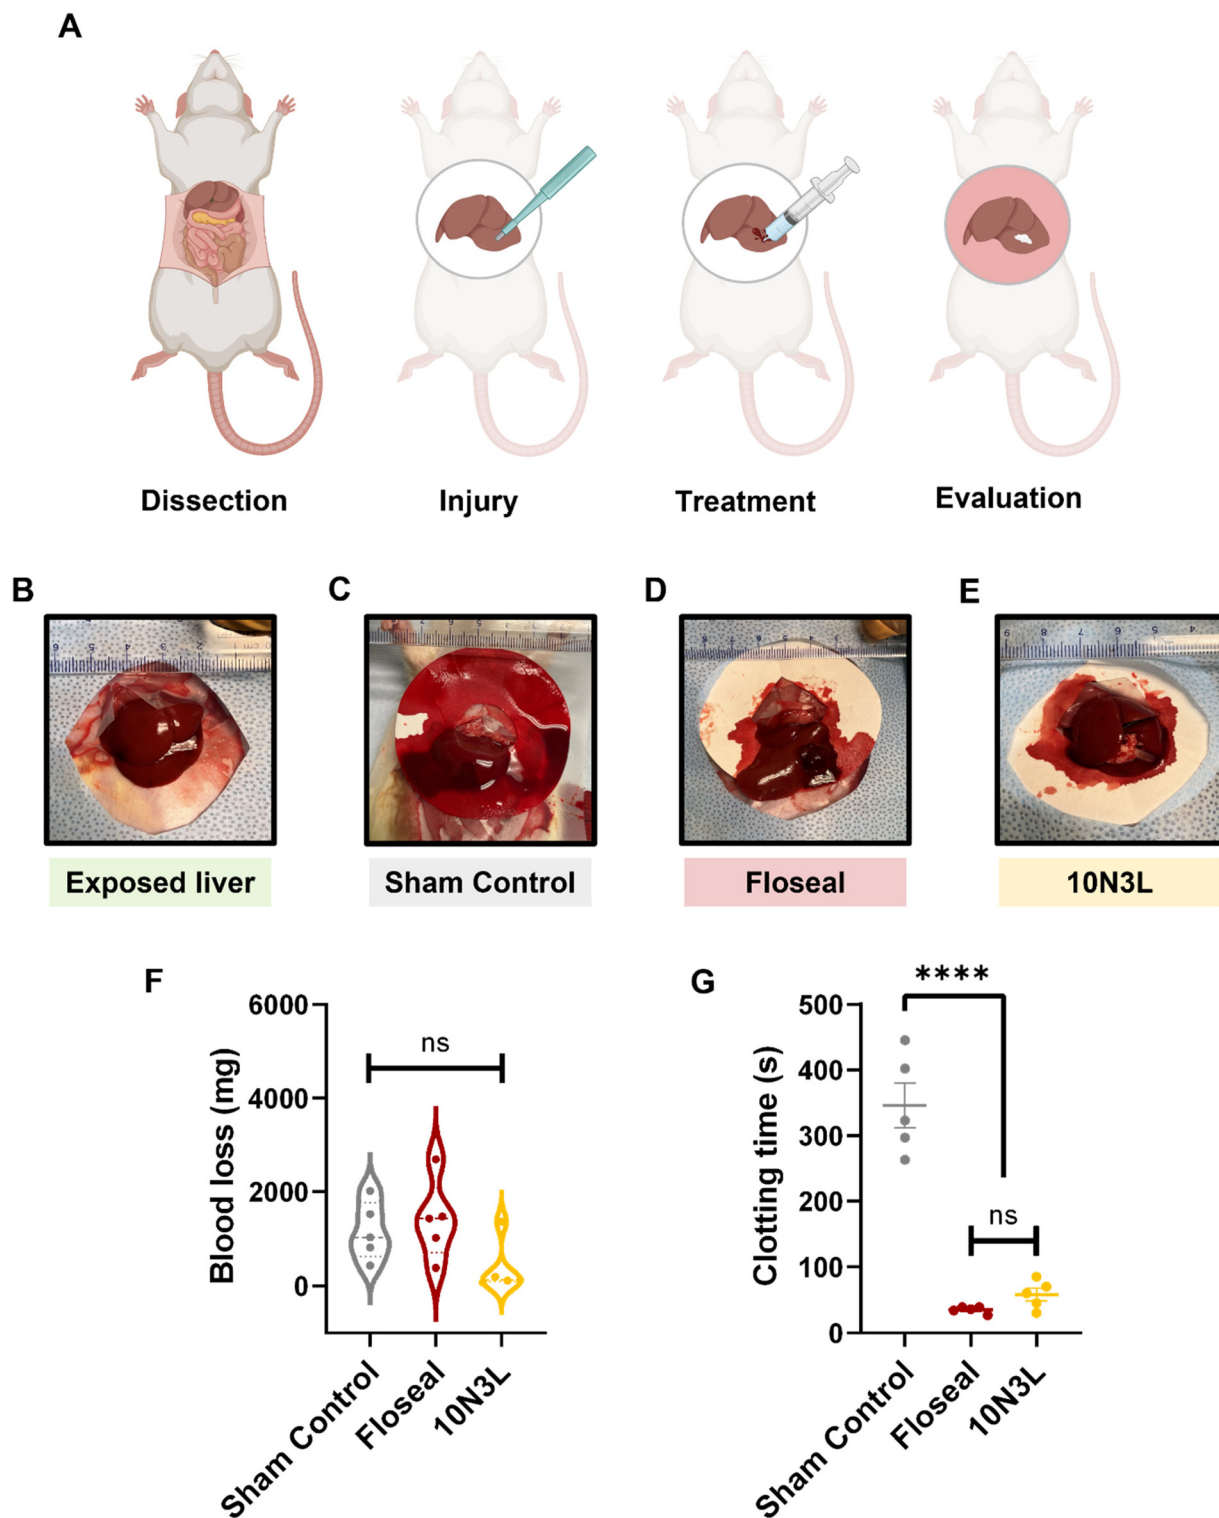 A
Dissection
Injury
Treatment
Evaluation
B
C
D
E
Exposed liver
Sham Control
Floseal
10N3L
F
6000
4000
2000
0
Blood loss (mg)
ns
Sham Control
Floseal
10N3L
G
500
400
300
200
100
0
Clotting time (s)
****
ns
Sham Control
Floseal
10N3L